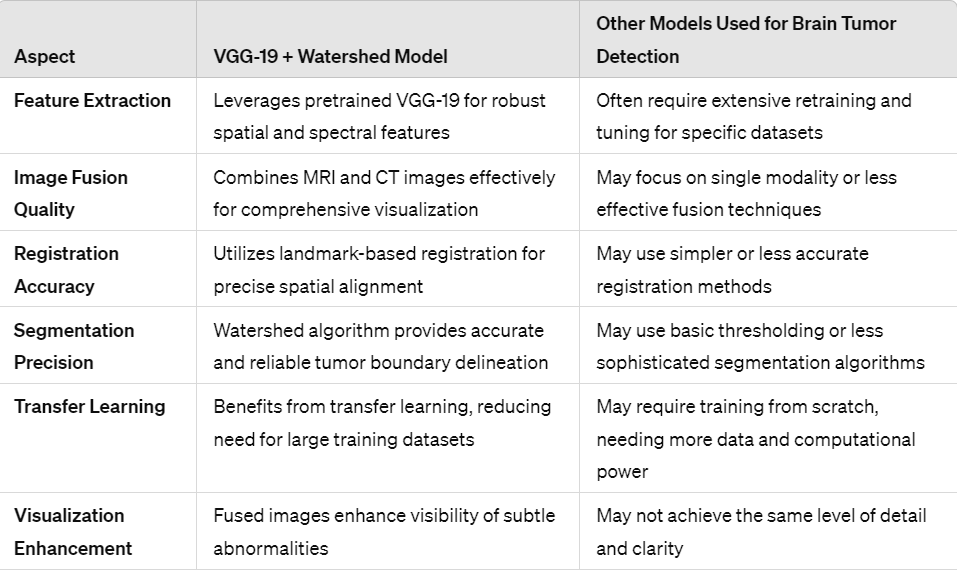 Aspect
VGG-19 + Watershed Model
Other Models Used for Brain Tumor
Detection
Feature Extraction
Leverages pretrained VGG-19 for robust
spatial and spectral features
Often require extensive retraining and
tuning for specific datasets
Image Fusion
Quality
Combines MRI and CT images effectively
for comprehensive visualization
May focus on single modality or less
effective fusion techniques
Registration
Accuracy
Utilizes landmark-based registration for
precise spatial alignment
May use simpler or less accurate
registration methods
Segmentation
Precision
Watershed algorithm provides accurate
and reliable tumor boundary delineation
May use basic thresholding or less
sophisticated segmentation algorithms
Transfer Learning
Benefits from transfer learning, reducing
need for large training datasets
May require training from scratch,
needing more data and computational
power
Visualization
Enhancement
Fused images enhance visibility of subtle
abnormalities
May not achieve the same level of detail
and clarity